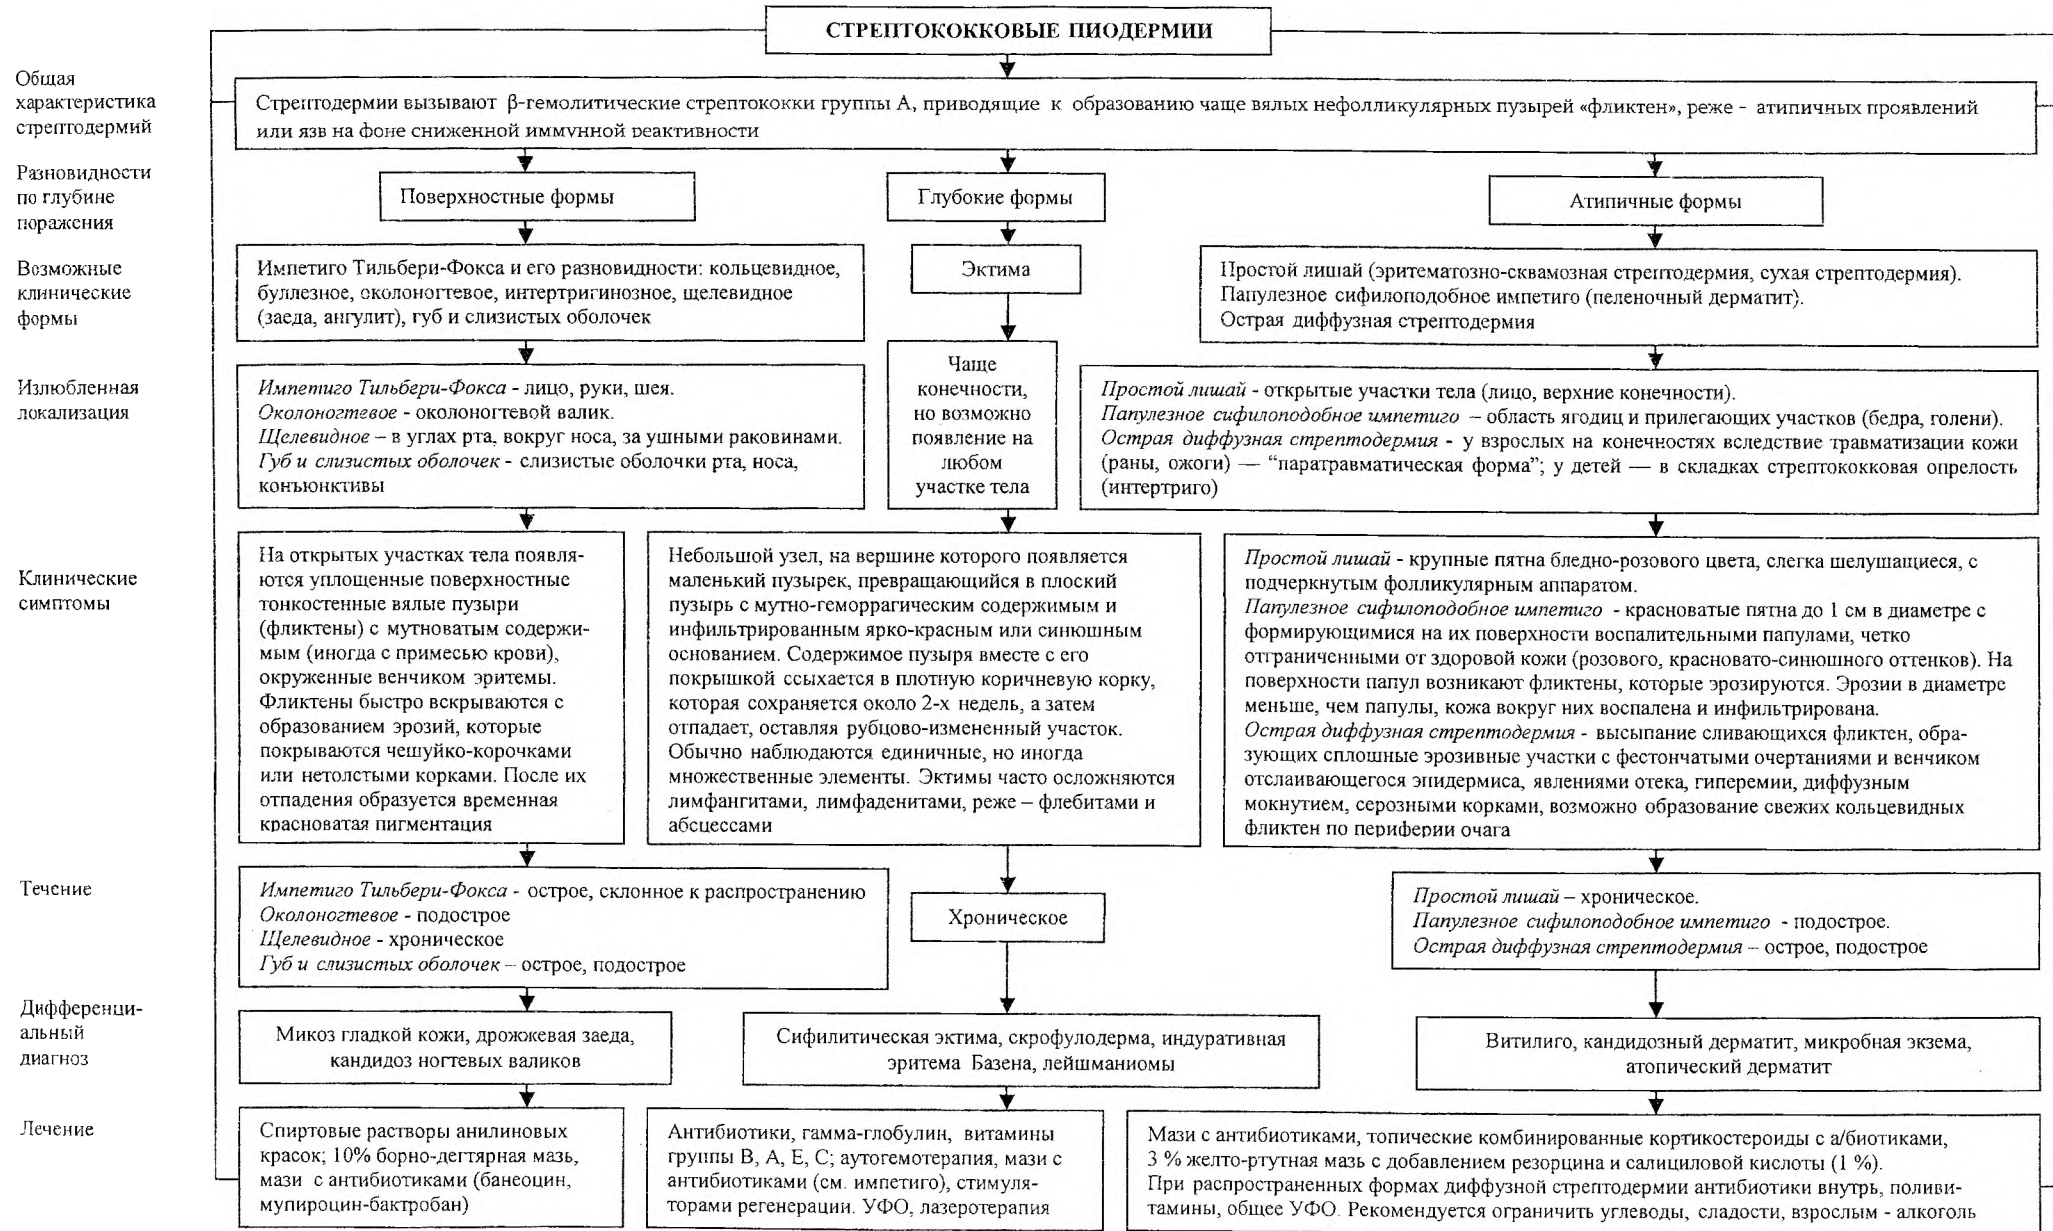 СТРЕПТОКОККОВЫЕ ПИОДЕРМИИ
Общая
характеристика
стрептодермий
Стрептодермии вызывают β-гемолитические стрептококки группы А, приводящие к образованию чаще вялых нефолликулярных пузырей «фликтен», реже - атипичных проявлений
или язв на фоне сниженной иммунной реактивности
Разновидности
по глубине
поражения
Поверхностные формы
Глубокие формы
Атипичные формы
Возможные
клинические
формы
Импетиго Тильбери-Фокса и его разновидности: кольцевидное,
буллезное, околоногтевое, интертригинозное, щелевидное
(заеда, ангулит), губ и слизистых оболочек
Эктима
Простой лишай (эритематозно-сквамозная стрептодермия, сухая стрептодермия).
Папулезное сифилоподобное импетиго (пеленочный дерматит).
Острая диффузная стрептодермия
Излюбленная
локализация
Импетиго Тильбери-Фокса - лицо, руки, шея.
Околоногтевое - околоногтевой валик.
Щелевидное – в углах рта, вокруг носа, за ушными раковинами.
Губ и слизистых оболочек - слизистые оболочки рта, носа,
конъюнктивы
Чаще
конечности,
но возможно
появление на
любом
участке тела
Простой лишай - открытые участки тела (лицо, верхние конечности).
Папулезное сифилоподобное импетиго – область ягодиц и прилегающих участков (бедра, голени).
Острая диффузная стрептодермия - у взрослых на конечностях вследствие травматизации кожи
(раны, ожоги) — “паратравматическая форма”; у детей — в складках стрептококковая опрелость
(интертриго)
Клинические
симптомы
На открытых участках тела появля-
ются уплощенные поверхностные
тонкостенные вялые пузыри
(фликтены) с мутноватым содержи-
мым (иногда с примесью крови),
окруженные венчиком эритемы.
Фликтены быстро вскрываются с
образованием эрозий, которые
покрываются чешуйко-корочками
или нетолстыми корками. После их
отпадения образуется временная
красноватая пигментация
Небольшой узел, на вершине которого появляется
маленький пузырек, превращающийся в плоский
пузырь с мутно-геморрагическим содержимым и
инфильтрированным ярко-красным или синюшным
основанием. Содержимое пузыря вместе с его
покрышкой ссыхается в плотную коричневую корку,
которая сохраняется около 2-х недель, а затем
отпадает, оставляя рубцово-измененный участок.
Обычно наблюдаются единичные, но иногда
множественные элементы. Эктимы часто осложняются
лимфангитами, лимфаденитами, реже – флебитами и
абсцессами
Простой лишай - крупные пятна бледно-розового цвета, слегка шелушащиеся, с
подчеркнутым фолликулярным аппаратом.
Папулезное сифилоподобное импетиго - красноватые пятна до 1 см в диаметре с
формирующимися на их поверхности воспалительными папулами, четко
отграниченными от здоровой кожи (розового, красновато-синюшного оттенков). На
поверхности папул возникают фликтены, которые эрозируются. Эрозии в диаметре
меньше, чем папулы, кожа вокруг них воспалена и инфильтрирована.
Острая диффузная стрептодермия - высыпание сливающихся фликтен, обра-
зующих сплошные эрозивные участки с фестончатыми очертаниями и венчиком
отслаивающегося эпидермиса, явлениями отека, гиперемии, диффузным
мокнутием, серозными корками, возможно образование свежих кольцевидных
фликтен по периферии очага
Течение
Импетиго Тильбери-Фокса - острое, склонное к распространению
Околоногтевое - подострое
Щелевидное - хроническое
Губ и слизистых оболочек – острое, подострое
Хроническое
Простой лишай – хроническое.
Папулезное сифилоподобное импетиго - подострое.
Острая диффузная стрептодермия – острое, подострое
Дифференци-
альный
диагноз
Микоз гладкой кожи, дрожжевая заеда,
кандидоз ногтевых валиков
Сифилитическая эктима, скрофулодерма, индуративная
эритема Базена, лейшманиомы
Витилиго, кандидозный дерматит, микробная экзема,
атопический дерматит
Лечение
Спиртовые растворы анилиновых
красок; 10% борно-дегтярная мазь,
мази с антибиотиками (банеоцин,
мупироцин-бактробан)
Антибиотики, гамма-глобулин, витамины
группы В, А, Е, С; аутогемотерапия, мази с
антибиотиками (см. импетиго), стимуля-
торами регенерации. УФО, лазеротерапия
Мази с антибиотиками, топические комбинированные кортикостероиды с а/биотиками,
3 % желто-ртутная мазь с добавлением резорцина и салициловой кислоты (1 %).
При распространенных формах диффузной стрептодермии антибиотики внутрь, поливи-
тамины, общее УФО. Рекомендуется ограничить углеводы, сладости, взрослым - алкоголь